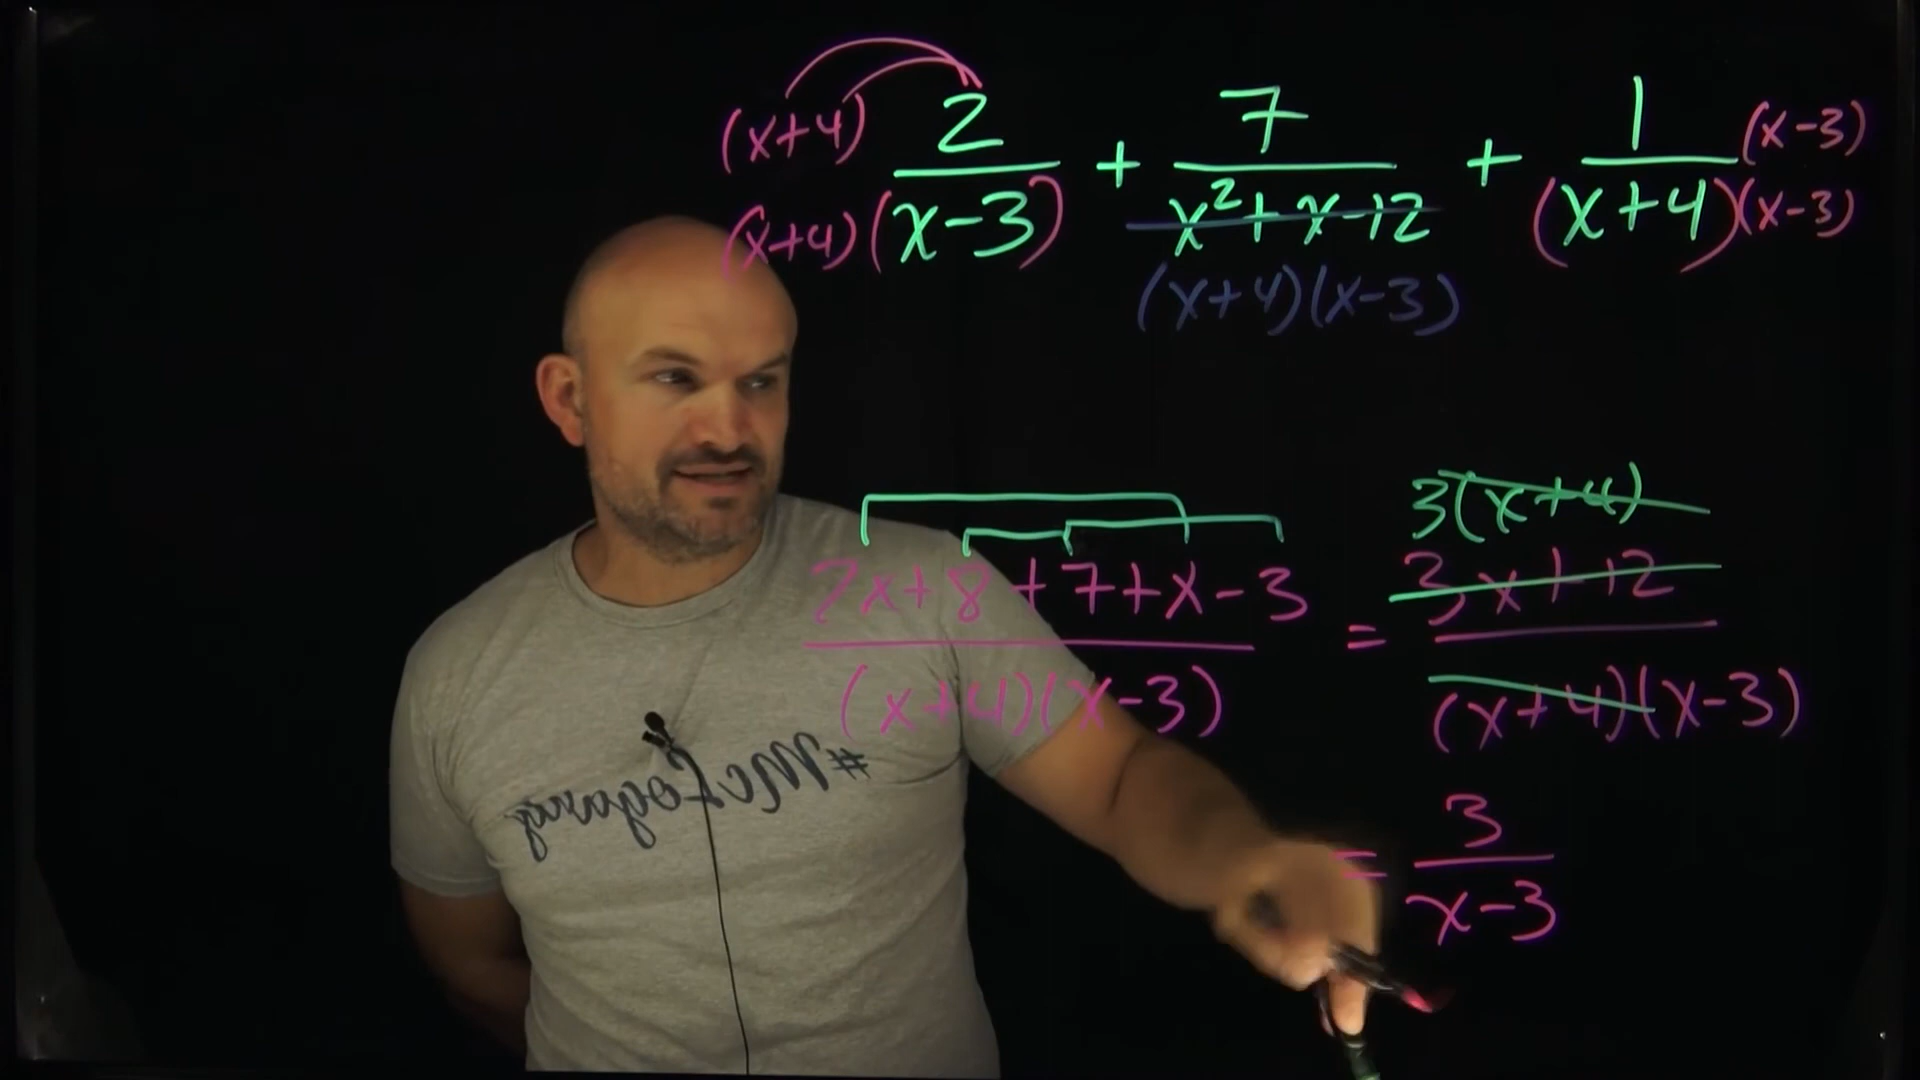 (x+4) 2 + 7 + 1 (x-3)
(x+4)(x-3) x²+x-12 (x+4)(x-3)
(x+4)(x-3)
3(x+4)
2x+8+7+x-3 = 3x+12
(x+4)(x-3) (x+4)(x-3)
#McLogang
= 3
x-3